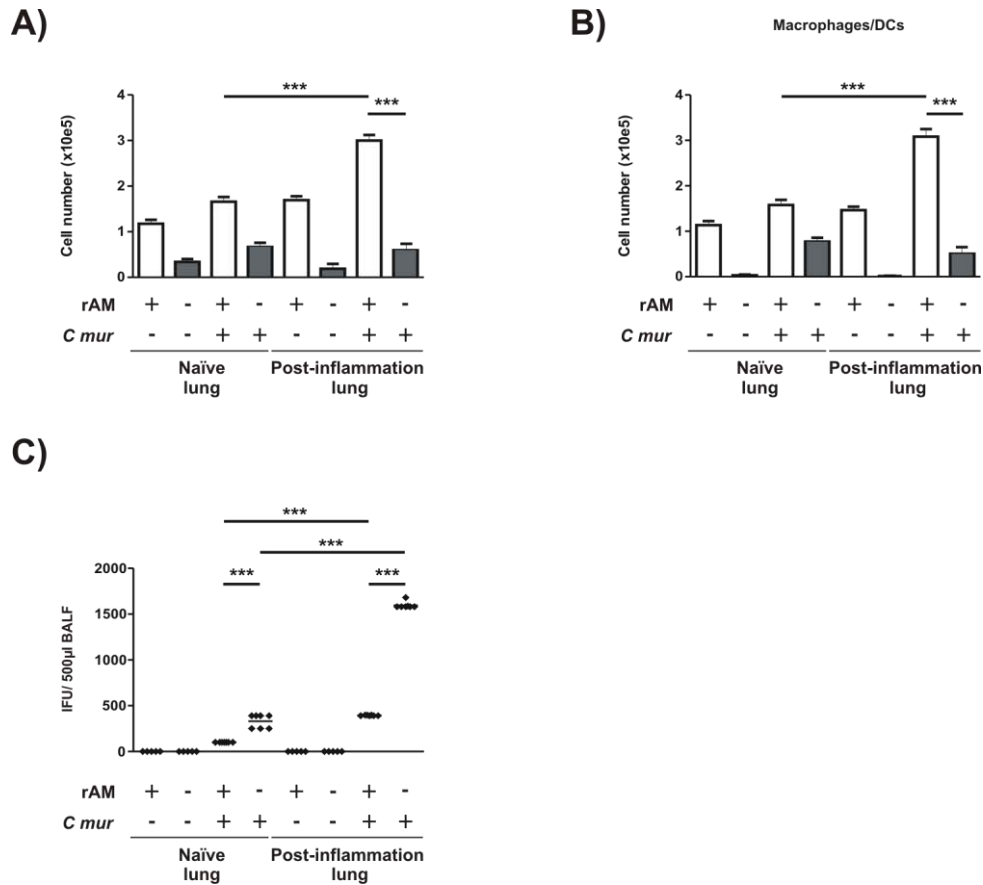 A)
***
***
Cell number (x10e5)
4
3
2
1
0
rAM + - + - + - + -
C mur - - + + - - + +
Naïve lung
Post-inflammation lung
B)
Macrophages/DCs
***
***
Cell number (x10e5)
4
3
2
1
0
rAM + - + - + - + -
C mur - - + + - - + +
Naïve lung
Post-inflammation lung
C)
***
***
***
***
IFU/ 500µl BALF
2000
1500
1000
500
0
rAM + - + - + - + -
C mur - - + + - - + +
Naïve lung
Post-inflammation lung